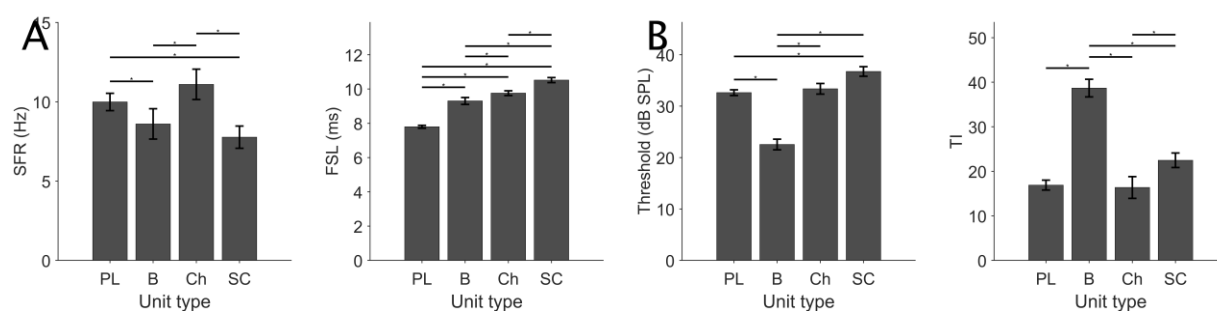 A
15
10
5
0
SFR (Hz)
PL B Ch SC
Unit type
* * * *
12
10
8
6
4
2
0
FSL (ms)
PL B Ch SC
Unit type
* * * * * *
B
40
30
20
10
0
Threshold (dB SPL)
PL B Ch SC
Unit type
* * * *
50
40
30
20
10
0
TI
PL B Ch SC
Unit type
* * * *